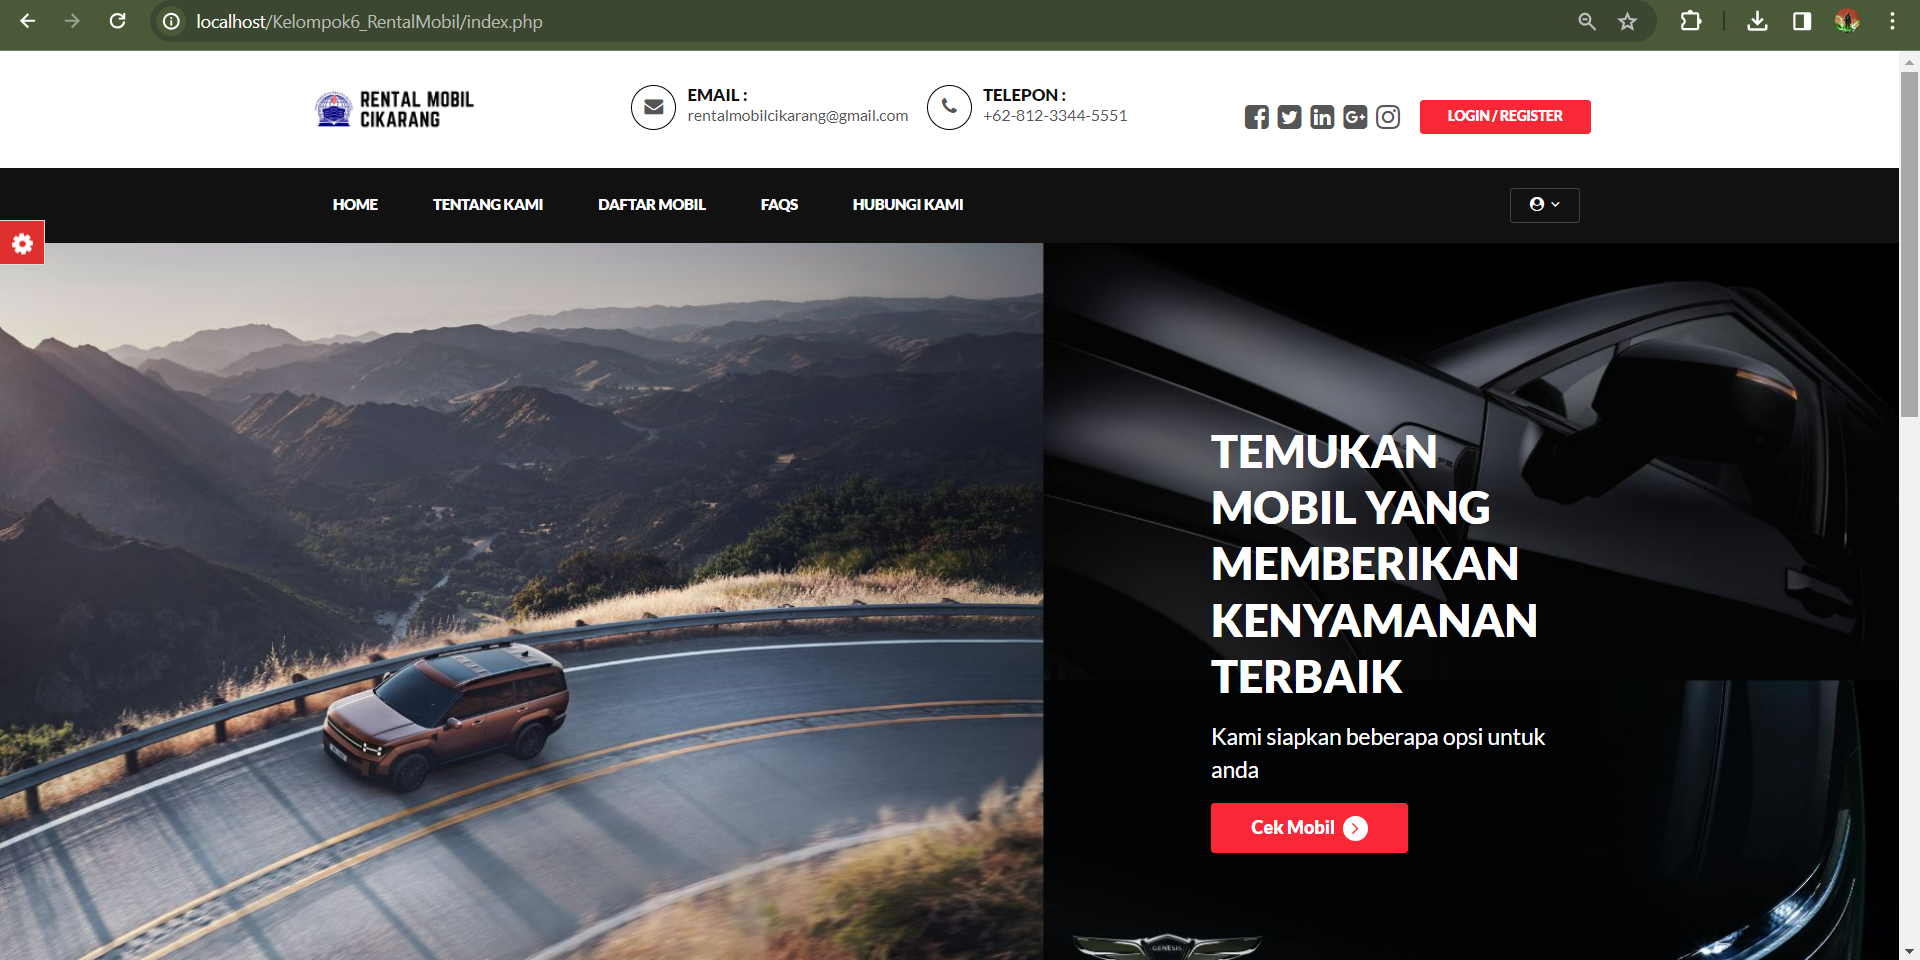 localhost/Kelompok6_RentalMobil/index.php
RENTAL MOBIL
CIKARANG
EMAIL :
rentalmobilcikarang@gmail.com
TELEPON :
+62-812-3344-5551
LOGIN / REGISTER
HOME
TENTANG KAMI
DAFTAR MOBIL
FAQS
HUBUNGI KAMI
TEMUKAN
MOBIL YANG
MEMBERIKAN
KENYAMANAN
TERBAIK
Kami siapkan beberapa opsi untuk
anda
Cek Mobil
GENESIS